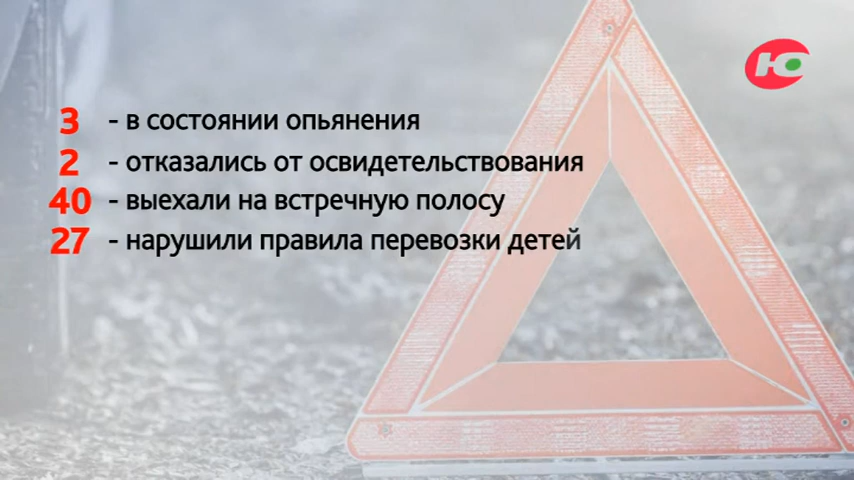 Ю
3 - в состоянии опьянения
2 - отказались от освидетельствования
40 - выехали на встречную полосу
27 - нарушили правила перевозки детей